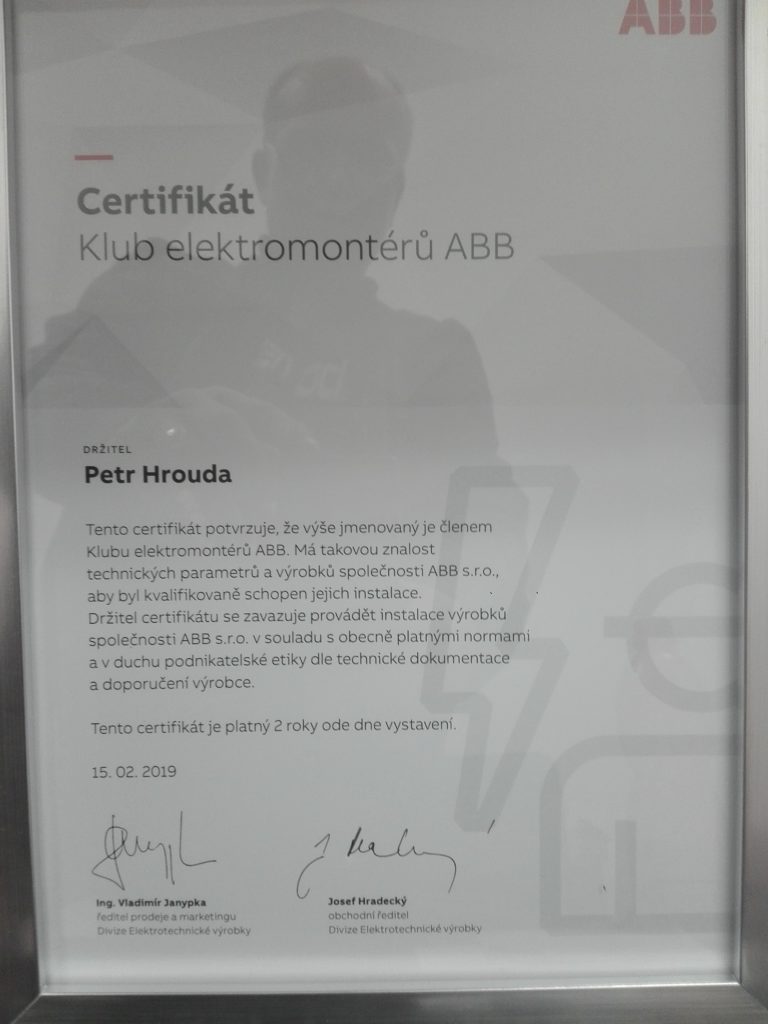 ABB
Certifikát
Klub elektromontérů ABB
DRŽITEL
Petr Hrouda
Tento certifikát potvrzuje, že výše jmenovaný je členem
Klubu elektromontérů ABB. Má takovou znalost
technických parametrů a výrobků společnosti ABB s.r.o.,
aby byl kvalifikovaně schopen jejich instalace.
Držitel certifikátu se zavazuje provádět instalace výrobků
společnosti ABB s.r.o. v souladu s obecně platnými normami
a v duchu podnikatelské etiky dle technické dokumentace
a doporučení výrobce.
Tento certifikát je platný 2 roky ode dne vystavení.
15. 02. 2019
Ing. Vladimír Janypka
ředitel prodeje a marketingu
Divize Elektrotechnické výrobky
Josef Hradecký
obchodní ředitel
Divize Elektrotechnické výrobky